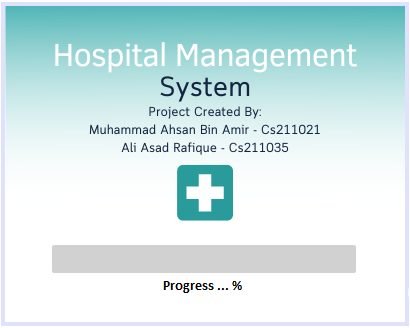 Hospital Management
System
Project Created By:
Muhammad Ahsan Bin Amir - Cs211021
Ali Asad Rafique - Cs211035
Progress ... %